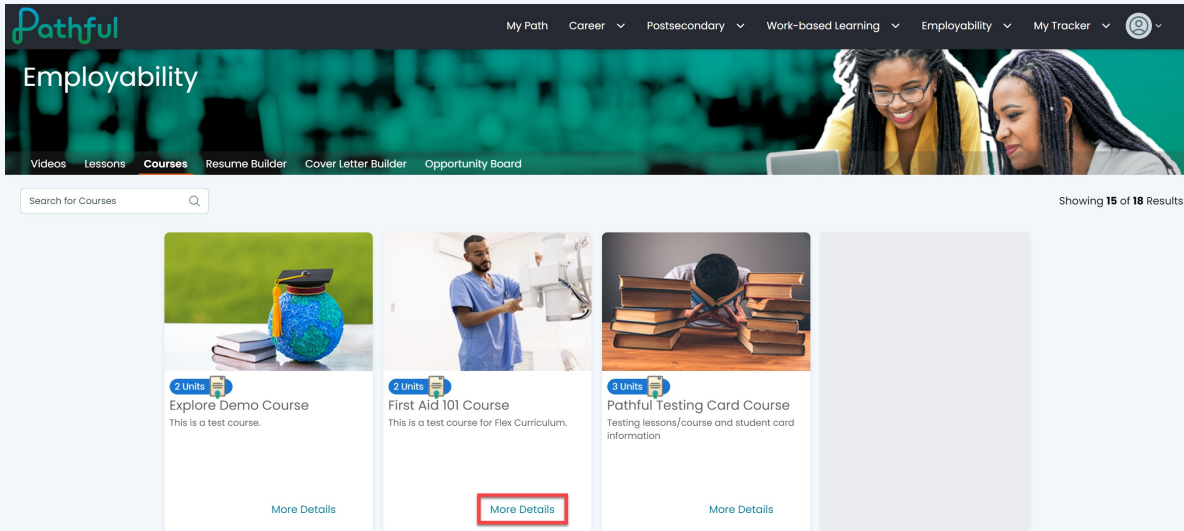 Pathful
My Path Career Postsecondary Work-based Learning Employability My Tracker
Employability
Videos Lessons Courses Resume Builder Cover Letter Builder Opportunity Board
Search for Courses
Showing 15 of 18 Results
2 Units
Explore Demo Course
This is a test course.
More Details
2 Units
First Aid 101 Course
This is a test course for Flex Curriculum.
More Details
3 Units
Pathful Testing Card Course
Testing lessons/course and student card
information
More Details